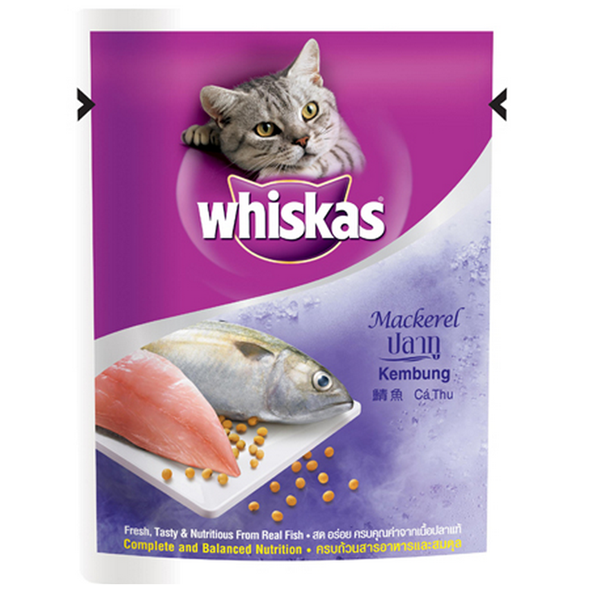 whiskas®
Mackerel
ปลาทู
Kembung
鯖魚 Cá Thu
Fresh, Tasty & Nutritious From Real Fish • สด อร่อย ครบคุณค่าจากเนื้อปลาแท้
Complete and Balanced Nutrition • ครบถ้วนสารอาหารและสมดุล